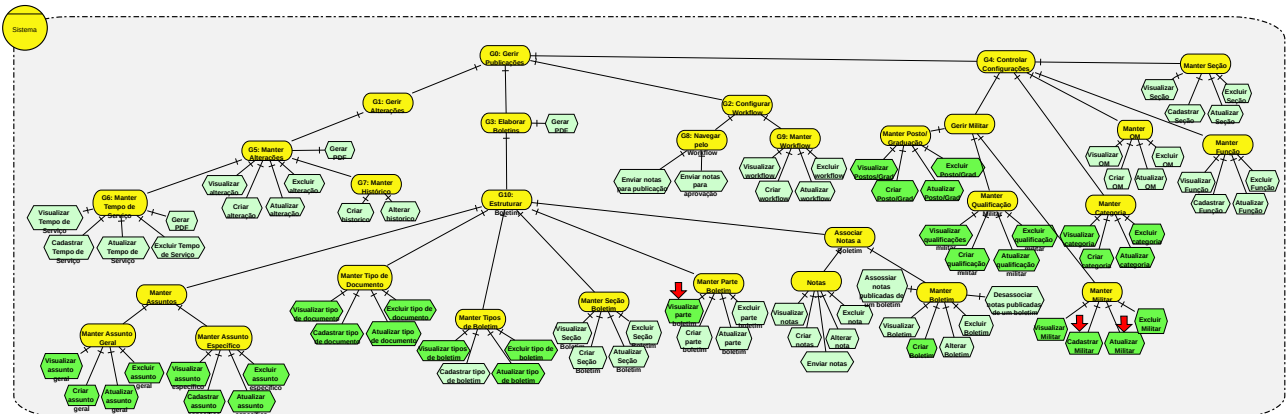 Sistema
G0: Gerir
Publicações
G4: Controlar
Configurações
Manter Seção
Visualizar
Seção
Excluir
Seção
Cadastrar
Seção
Atualizar
Seção
G1: Gerir
Alterações
G3: Elaborar
Boletins
Gerar
PDF
G2: Configurar
Workflow
G8: Navegar
pelo
Workflow
Enviar notas
para publicação
Enviar notas
para
aprovação
G9: Manter
Workflow
Visualizar
workflow
Excluir
workflow
Criar
workflow
Atualizar
workflow
Manter Posto/
Graduação
Gerir Militar
Visualizar
Postos/Grad
Excluir
Posto/Grad
Criar
Posto/Grad
Atualizar
Posto/Grad
Manter
OM
Visualizar
OM
Excluir
OM
Criar
OM
Atualizar
OM
Manter
Função
Visualizar
Função
Excluir
Função
Cadastrar
Função
Atualizar
Função
G5: Manter
Alterações
Gerar
PDF
Visualizar
alteração
Excluir
alteração
Criar
alteração
Atualizar
alteração
G7: Manter
Histórico
Criar
historico
Alterar
historico
G6: Manter
Tempo de
Serviço
Visualizar
Tempo de
Serviço
Gerar
PDF
Cadastrar
Tempo de
Serviço
Atualizar
Tempo de
Serviço
Excluir Tempo
de Serviço
G10:
Estruturar
Boletim
Manter
Qualificação
Militar
Visualizar
qualificações
militar
Excluir
qualificação
militar
Criar
qualificação
militar
Atualizar
qualificação
militar
Manter
Categoria
Visualizar
categoria
Excluir
categoria
Criar
categoria
Atualizar
categoria
Associar
Notas a
Boletim
Manter
Assuntos
Manter Assunto
Geral
Visualizar
assunto
geral
Excluir
assunto
geral
Criar
assunto
geral
Atualizar
assunto
geral
Manter Assunto
Específico
Visualizar
assunto
específico
Excluir
assunto
específico
Cadastrar
assunto
Atualizar
assunto
Manter Tipo de
Documento
Visualizar tipo
de documento
Excluir tipo de
documento
Cadastrar tipo
de documento
Atualizar tipo
de documento
Manter Tipos
de Boletim
Visualizar tipos
de boletim
Excluir tipo de
boletim
Cadastrar tipo
de boletim
Atualizar tipo de
boletim
Manter Seção
Boletim
Visualizar
Seção
Boletim
Excluir
Seção
Boletim
Criar
Seção
Boletim
Atualizar
Seção
Boletim
Manter Parte
Boletim
Visualizar
parte
boletim
Excluir
parte
boletim
Criar
parte
boletim
Atualizar
parte
boletim
Notas
Visualizar
notas
Excluir
nota
Criar
notas
Alterar
nota
Enviar notas
Assossiar
notas
publicadas de
um boletim
Manter
Boletim
Desassociar
notas publicadas
de um boletim
Visualizar
Boletim
Excluir
Boletim
Criar
Boletim
Alterar
Boletim
Manter
Militar
Visualizar
Militar
Excluir
Militar
Cadastrar
Militar
Atualizar
Militar